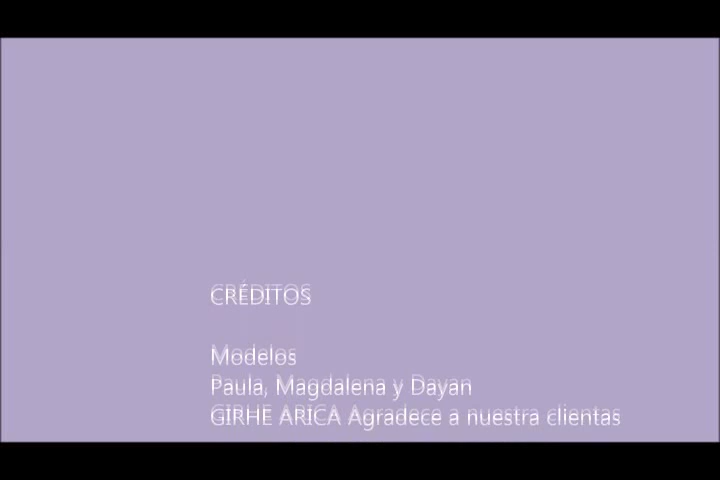 CRÉDITOS
Modelos
Paula, Magdalena y Dayan
GIRHE ARICA Agradece a nuestra clientas